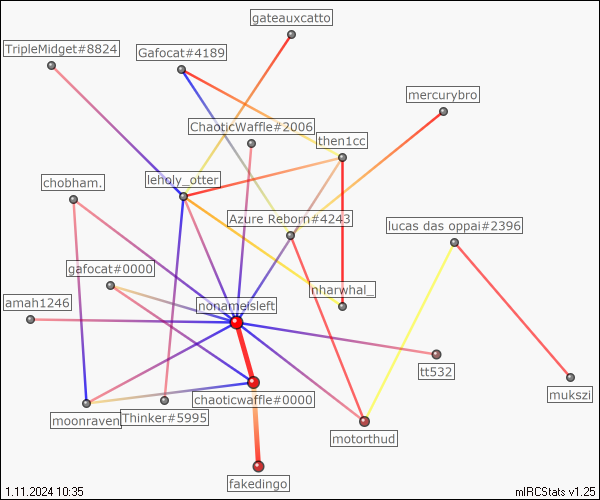 gateauxcatto
TripleMidget#8824
Gafocat#4189
mercurybro
ChaoticWaffle#2006
then1cc
chobham.
leholy_otter
Azure Reborn#4243
lucas das oppai#2396
gafocat#0000
nharwhal_
amah1246
nonameisleft
tt532
mukszi
chaoticwaffle#0000
moonraven
Thinker#5995
motorthud
fakedingo
1.11.2024 10:35
mIRCStats v1.25